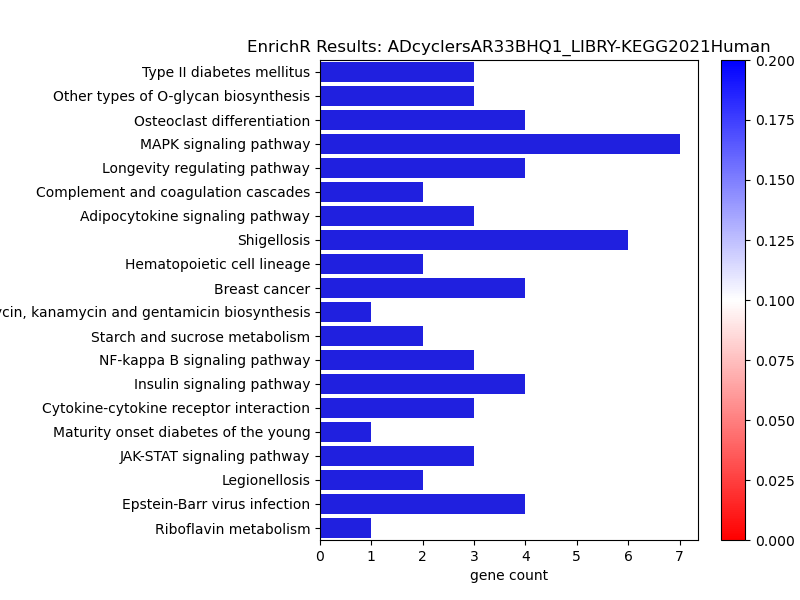 EnrichR Results: ADcyclersAR33BHQ1_LIBRY-KEGG2021Human
Type II diabetes mellitus
Other types of O-glycan biosynthesis
Osteoclast differentiation
MAPK signaling pathway
Longevity regulating pathway
Complement and coagulation cascades
Adipocytokine signaling pathway
Shigellosis
Hematopoietic cell lineage
Breast cancer
kanamycin and gentamicin biosynthesis
Starch and sucrose metabolism
NF-kappa B signaling pathway
Insulin signaling pathway
Cytokine-cytokine receptor interaction
Maturity onset diabetes of the young
JAK-STAT signaling pathway
Legionellosis
Epstein-Barr virus infection
Riboflavin metabolism
0 1 2 3 4 5 6 7
gene count
0.200
0.175
0.150
0.125
0.100
0.075
0.050
0.025
0.000